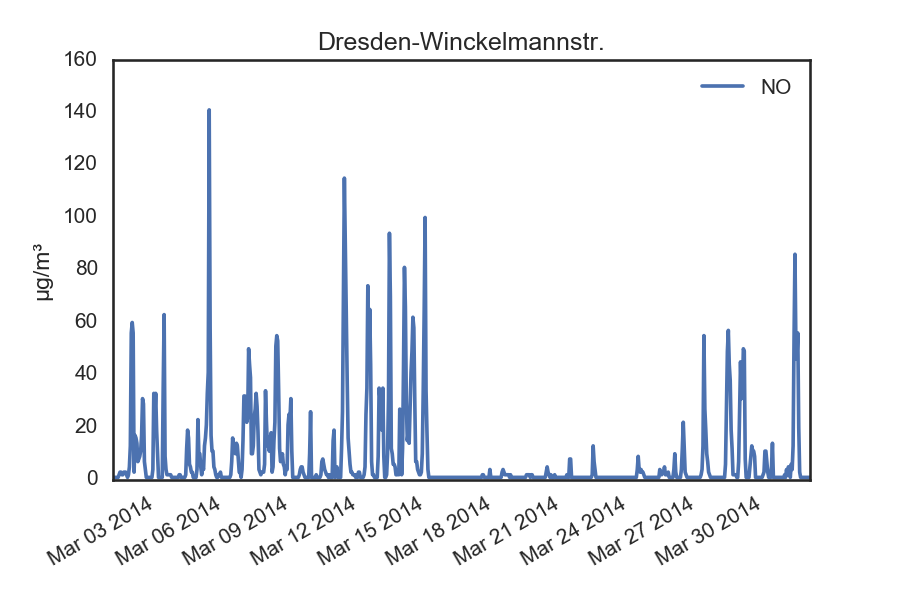 Dresden-Winckelmannstr.
160
140
120
100
80
60
40
20
0
µg/m³
NO
Mar 03 2014
Mar 06 2014
Mar 09 2014
Mar 12 2014
Mar 15 2014
Mar 18 2014
Mar 21 2014
Mar 24 2014
Mar 27 2014
Mar 30 2014